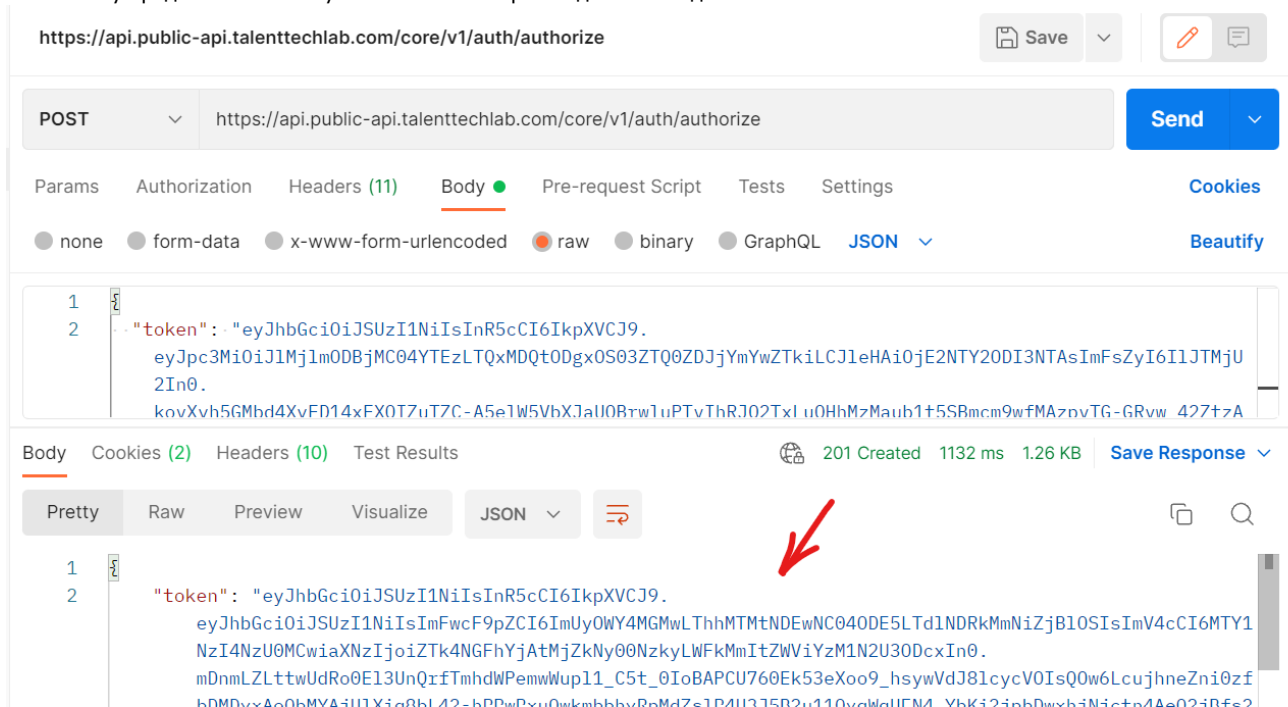 https://api.public-api.talenttechlab.com/core/v1/auth/authorize
Save
POST
https://api.public-api.talenttechlab.com/core/v1/auth/authorize
Send
Params Authorization Headers (11) Body Pre-request Script Tests Settings Cookies
none form-data x-www-form-urlencoded raw binary GraphQL JSON Beautify
1 {
2 "token": "eyJhbGciOiJSUzI1NiIsInR5cCI6IkpXVCJ9.
eyJpc3MiOiJlMjlmODBjMC04YTEzLTQxMDQtODgxOS03ZTQ0ZDJjYmYwZTkiLCJleHAiOjE2NTY2ODI3NTAsImFsZyI6IlJTMjU
2In0.
Body Cookies (2) Headers (10) Test Results 201 Created 1132 ms 1.26 KB Save Response
Pretty Raw Preview Visualize JSON
1 {
2 "token": "eyJhbGciOiJSUzI1NiIsInR5cCI6IkpXVCJ9.
eyJhbGciOiJSUzI1NiIsImFwcF9pZCI6ImUyOWY4MGMwLThhMTMtNDEwNC04ODE5LTdlNDRkMmNiZjBlOSIsImV4cCI6MTY1
NzI4NzU0MCwiaXNzIjoiZTk4NGFhYjAtMjZkNy00NzkyLWFkMmItZWViYzM1N2U3ODcxIn0.
mDnmLZLttwUdRo0El3UnQrfTmhdWPemwWupl1_C5t_0IoBAPCU760Ek53eXoo9_hsywVdJ8lcycVOIsQOw6LcujhneZni0zf